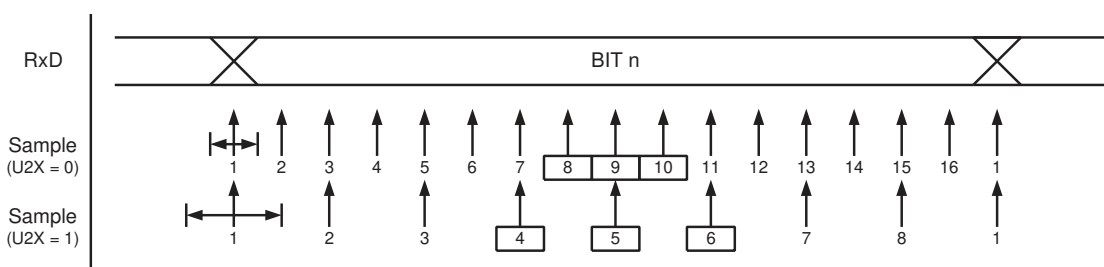 RxD BIT n
Sample
(U2X = 0) 1 2 3 4 5 6 7 8 9 10 11 12 13 14 15 16 1
Sample
(U2X = 1) 1 2 3 4 5 6 7 8 1